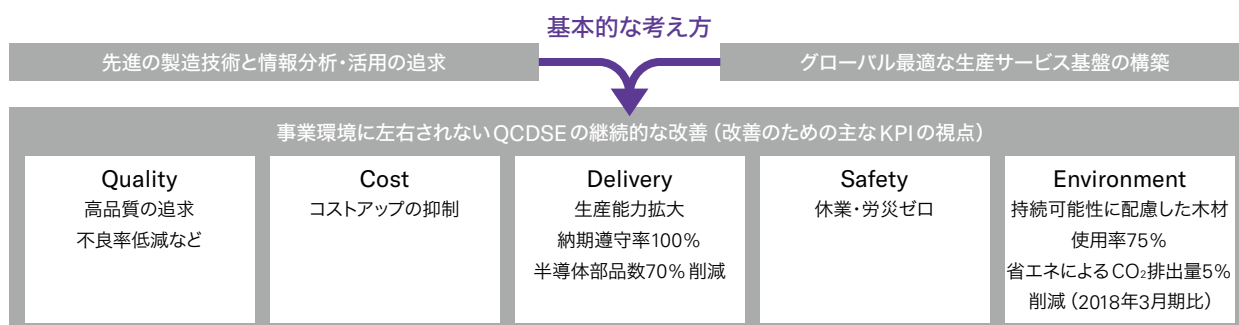 基本的な考え方
先進の製造技術と情報分析・活用の追求
グローバル最適な生産サービス基盤の構築
事業環境に左右されないQCDSEの継続的な改善（改善のための主なKPIの視点）
Quality
高品質の追求
不良率低減など
Cost
コストアップの抑制
Delivery
生産能力拡大
納期遵守率100%
半導体部品数70%削減
Safety
休業・労災ゼロ
Environment
持続可能性に配慮した木材
使用率75%
省エネによるCO₂排出量5%
削減（2018年3月期比）